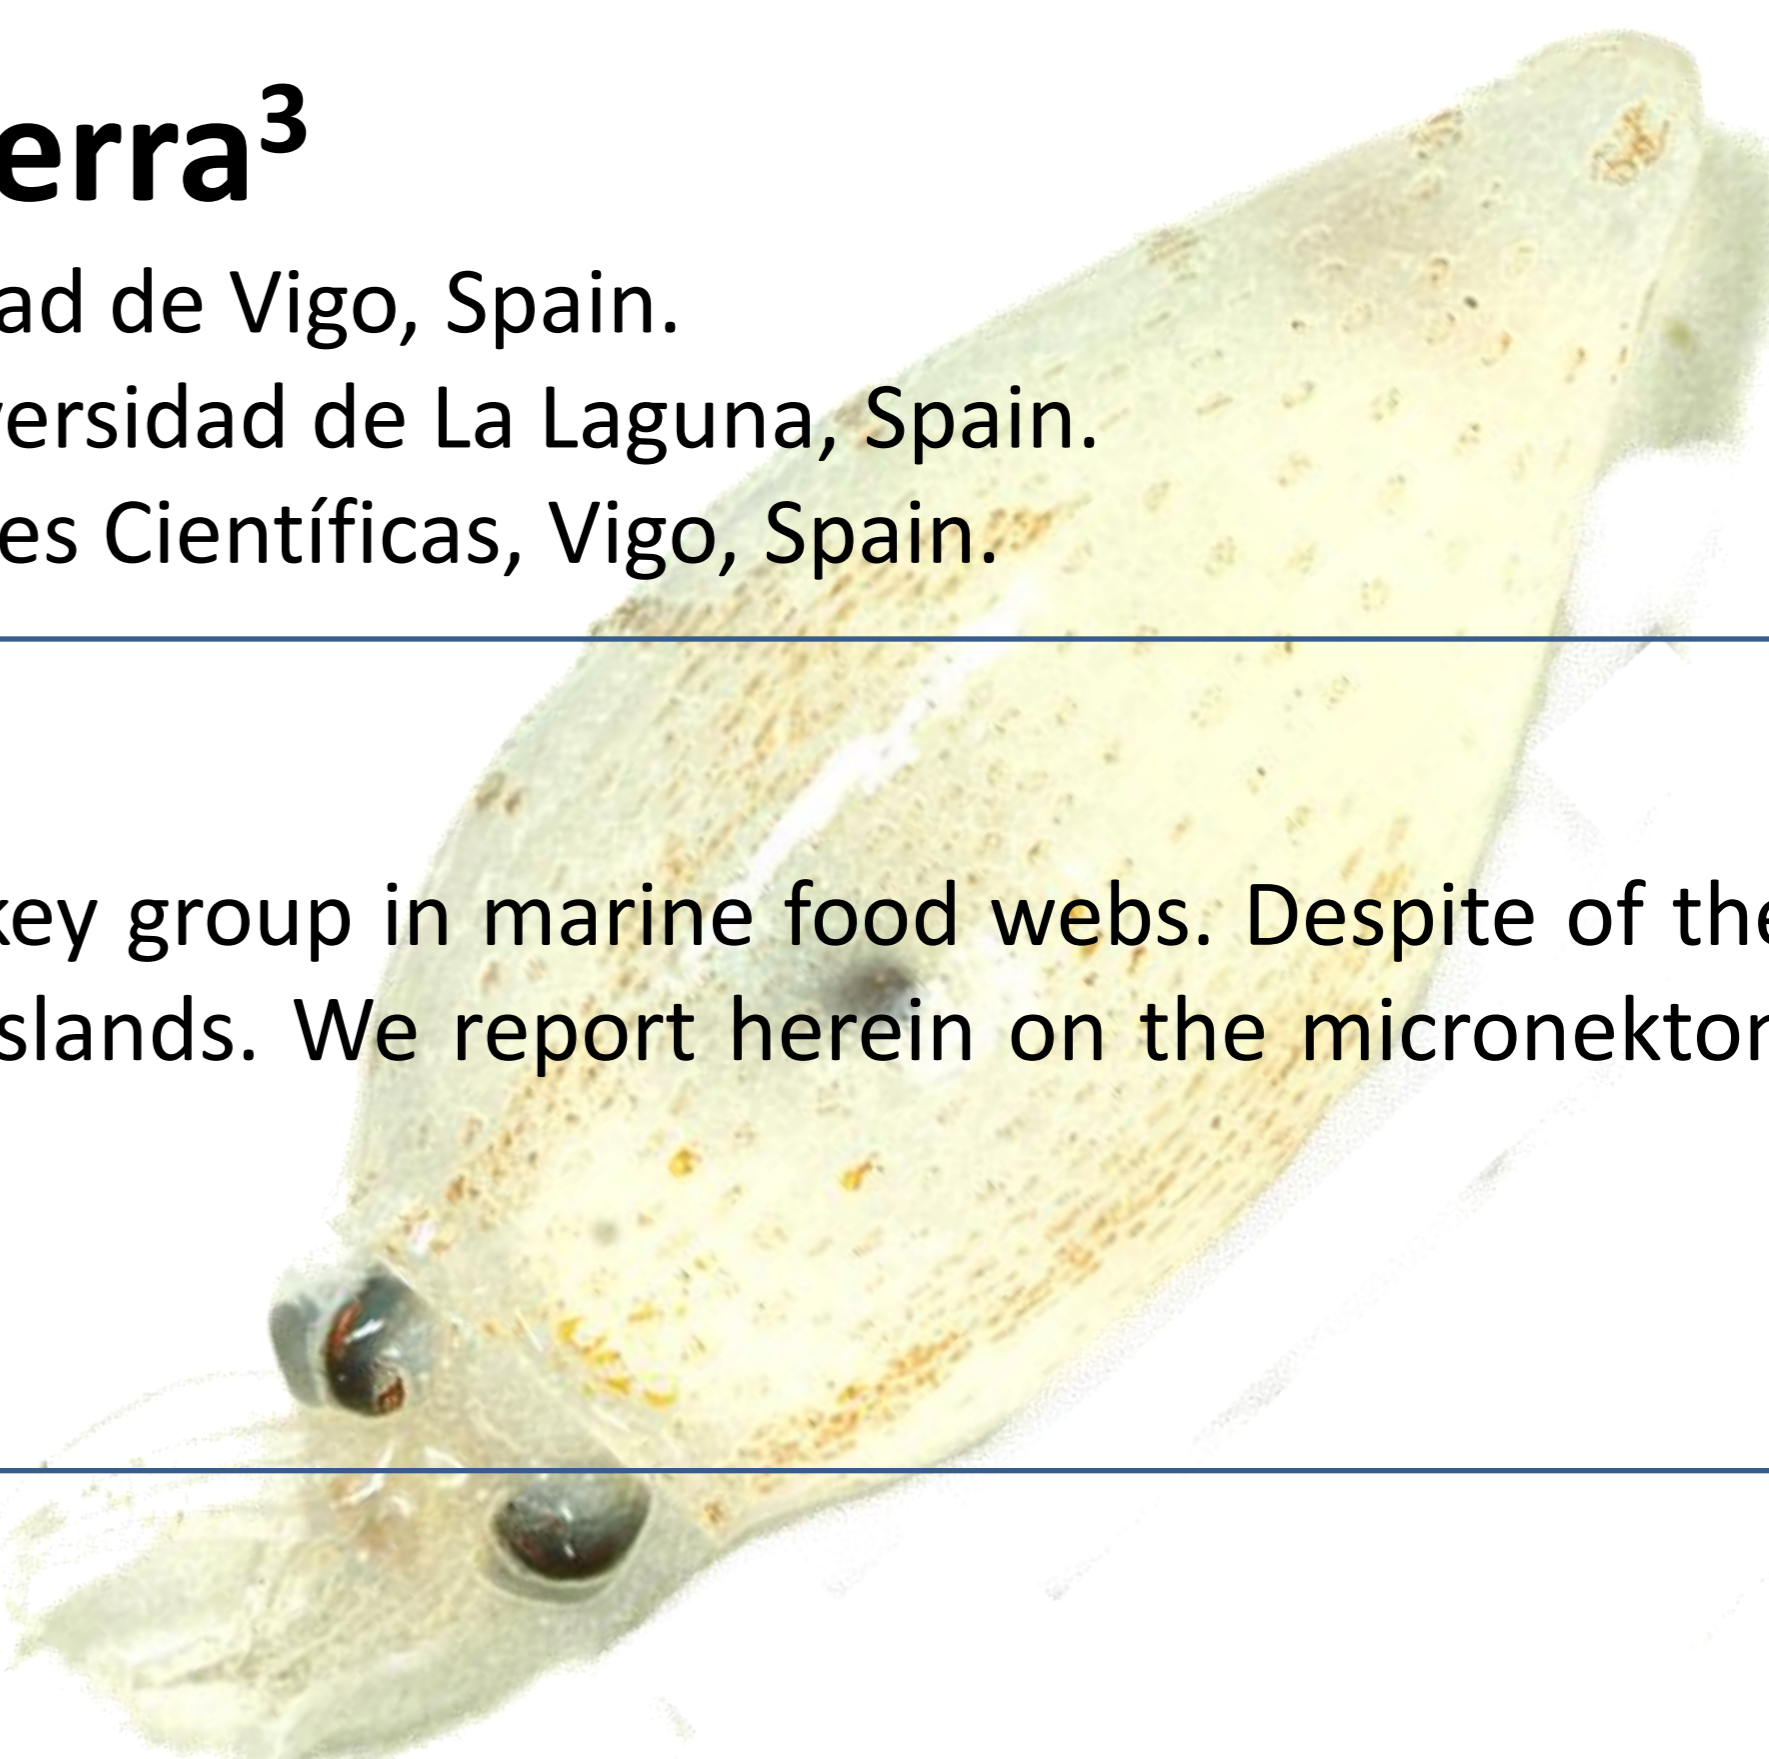 erra³
ad de Vigo, Spain.
versidad de La Laguna, Spain.
es Científicas, Vigo, Spain.
key group in marine food webs. Despite of the
slands. We report herein on the micronekton